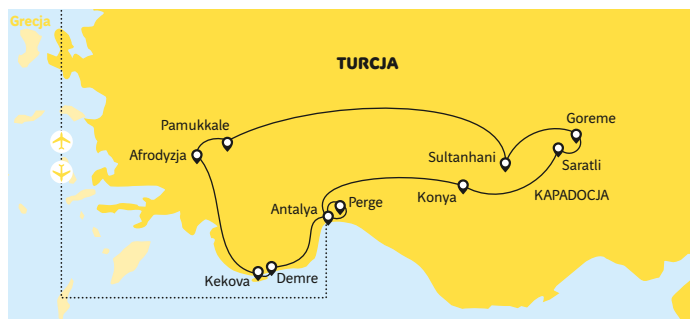 Grecja
TURCJA
Goreme
Pamukkale
Afrodyzja
Sultanhani
Saratli
KAPADOCJA
Konya
Perge
Antalya
Kekova
Demre